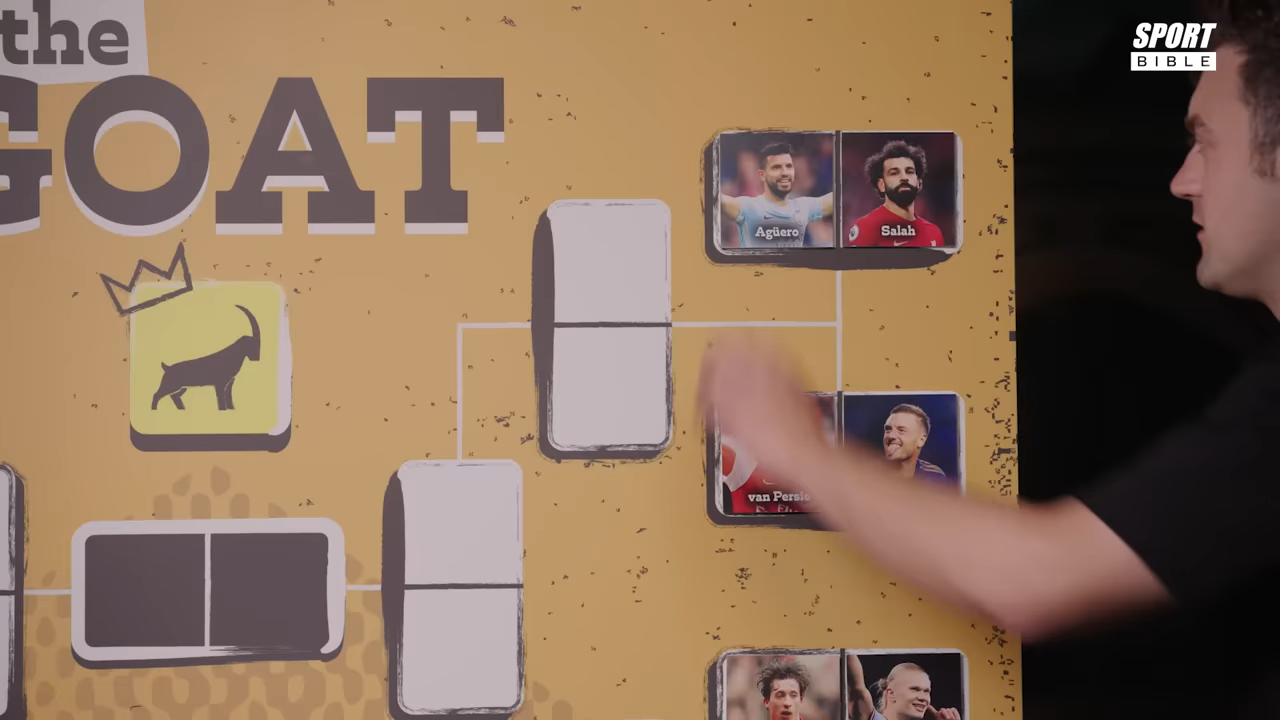 the
GOAT
SPORT
BIBLE
Agüero
Salah
van Persie